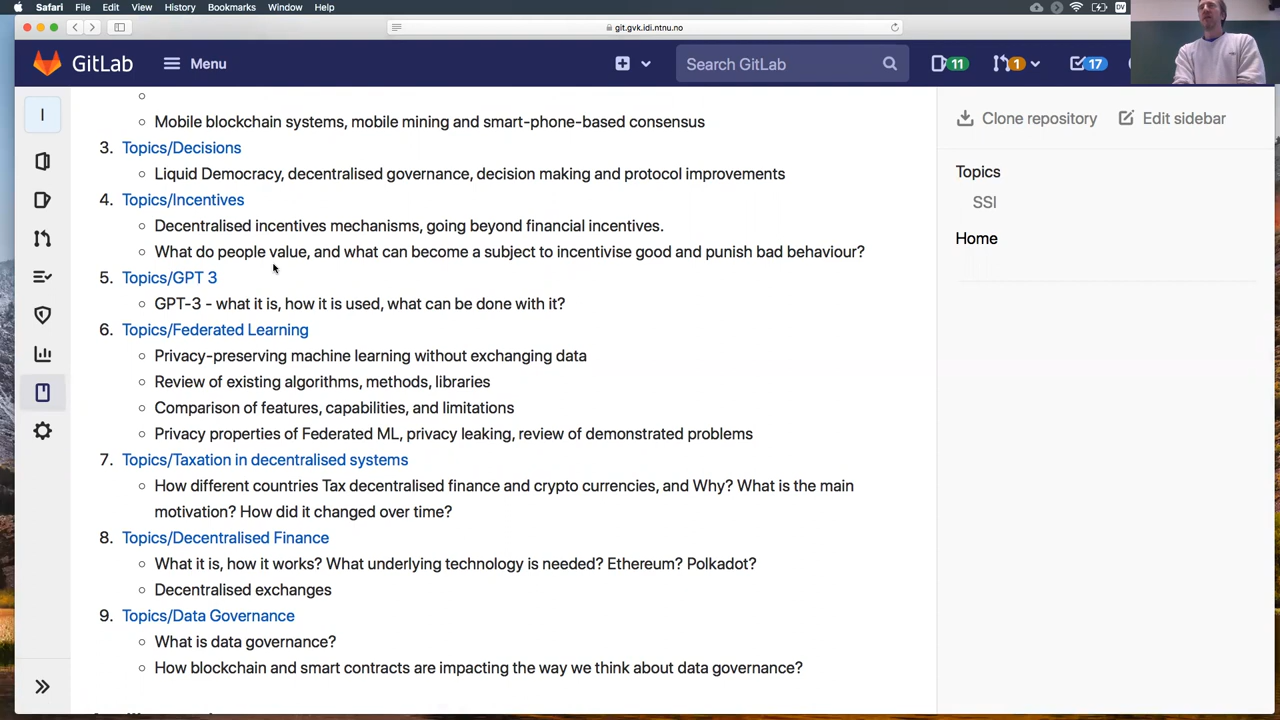 Safari File Edit View History Bookmarks Window Help DV
git.gvk.idi.ntnu.no
GitLab Menu Search GitLab 11 1 17
I
Mobile blockchain systems, mobile mining and smart-phone-based consensus
3. Topics/Decisions
Liquid Democracy, decentralised governance, decision making and protocol improvements
4. Topics/Incentives
Decentralised incentives mechanisms, going beyond financial incentives.
What do people value, and what can become a subject to incentivise good and punish bad behaviour?
5. Topics/GPT 3
GPT-3 - what it is, how it is used, what can be done with it?
6. Topics/Federated Learning
Privacy-preserving machine learning without exchanging data
Review of existing algorithms, methods, libraries
Comparison of features, capabilities, and limitations
Privacy properties of Federated ML, privacy leaking, review of demonstrated problems
7. Topics/Taxation in decentralised systems
How different countries Tax decentralised finance and crypto currencies, and Why? What is the main
motivation? How did it changed over time?
8. Topics/Decentralised Finance
What it is, how it works? What underlying technology is needed? Ethereum? Polkadot?
Decentralised exchanges
9. Topics/Data Governance
What is data governance?
How blockchain and smart contracts are impacting the way we think about data governance?
Clone repository Edit sidebar
Topics
SSI
Home